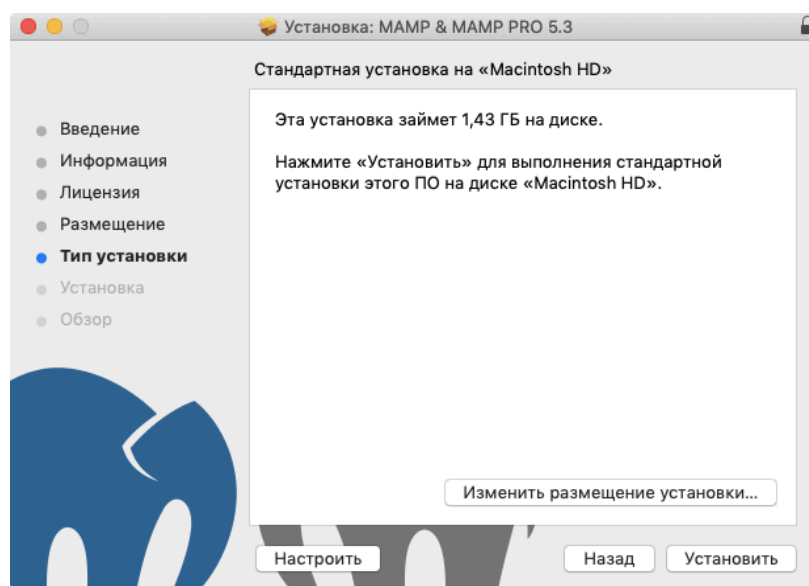 Установка: MAMP & MAMP PRO 5.3
Стандартная установка на «Macintosh HD»
Введение
Информация
Лицензия
Размещение
Тип установки
Установка
Обзор
Эта установка займет 1,43 ГБ на диске.
Нажмите «Установить» для выполнения стандартной
установки этого ПО на диске «Macintosh HD».
Изменить размещение установки...
Настроить
Назад
Установить